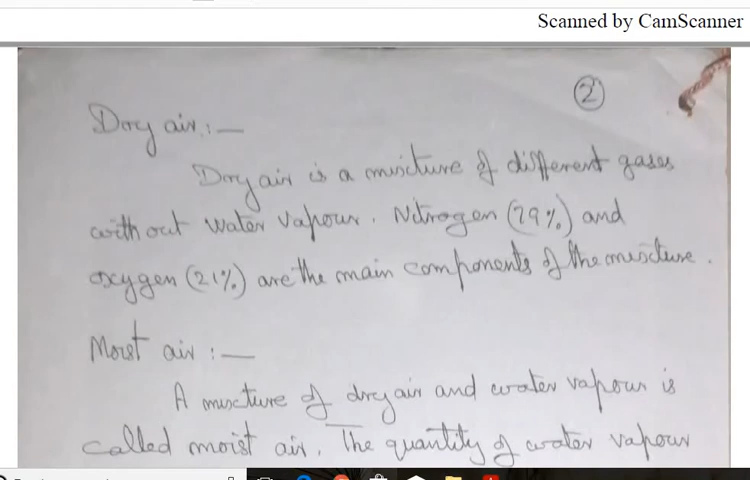 Scanned by CamScanner
2
Dry air :—
Dry air is a mixture of different gases
without water vapour. Nitrogen (79%) and
oxygen (21%) are the main components of the mixture.
Moist air :—
A mixture of dry air and water vapour is
called moist air. The quantity of water vapour